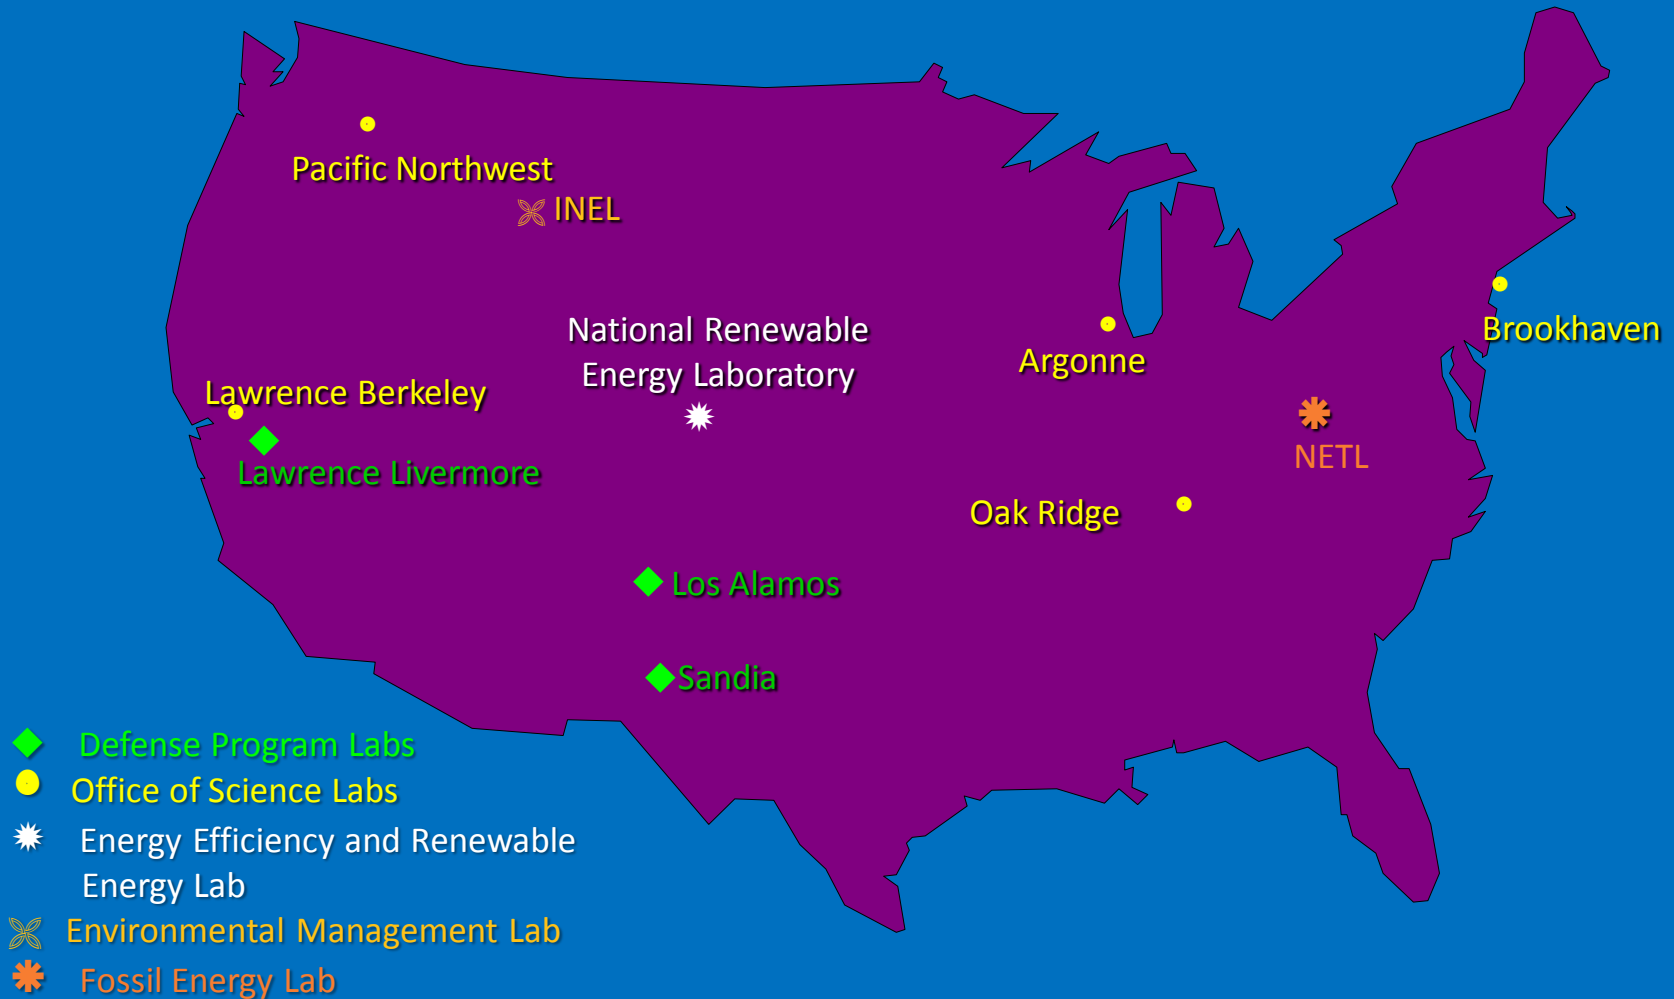 Pacific Northwest
INEL
National Renewable
Energy Laboratory
Argonne
Brookhaven
Lawrence Berkeley
Lawrence Livermore
NETL
Oak Ridge
Los Alamos
Sandia
Defense Program Labs
Office of Science Labs
Energy Efficiency and Renewable
Energy Lab
Environmental Management Lab
Fossil Energy Lab